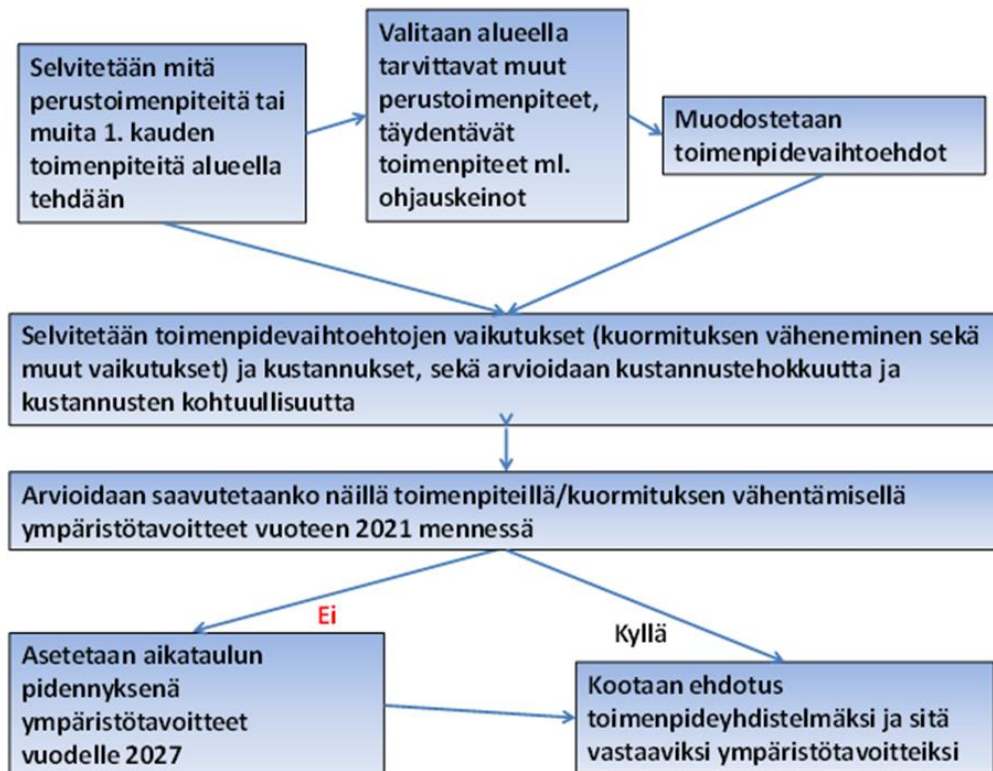 Selvitetään mitä
perustoimenpiteitä tai
muita 1. kauden
toimenpiteitä alueella
tehdään
Valitaan alueella
tarvittavat muut
perustoimenpiteet,
täydentävät
toimenpiteet ml.
ohjauskeinot
Muodostetaan
toimenpidevaihtoehdot
Selvitetään toimenpidevaihtoehtojen vaikutukset (kuormituksen väheneminen sekä
muut vaikutukset) ja kustannukset, sekä arvioidaan kustannustehokkuutta ja
kustannusten kohtuullisuutta
Arvioidaan saavutetaanko näillä toimenpiteillä/kuormituksen vähentämisellä
ympäristötavoitteet vuoteen 2021 mennessä
Ei
Kyllä
Asetetaan aikataulun
pidennyksenä
ympäristötavoitteet
vuodelle 2027
Kootaan ehdotus
toimenpideyhdistelmäksi ja sitä
vastaaviksi ympäristötavoitteiksi